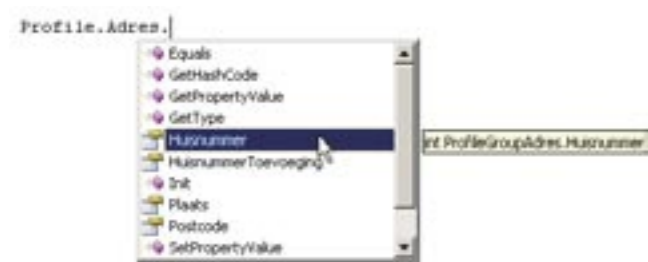 Profile.Adres.
Equals
GetHashCode
GetPropertyValue
GetType
Huisnummer
int ProfileGroupAdres.Huisnummer
HuisnummerToevoeging
Init
Plaats
Postcode
SetPropertyValue